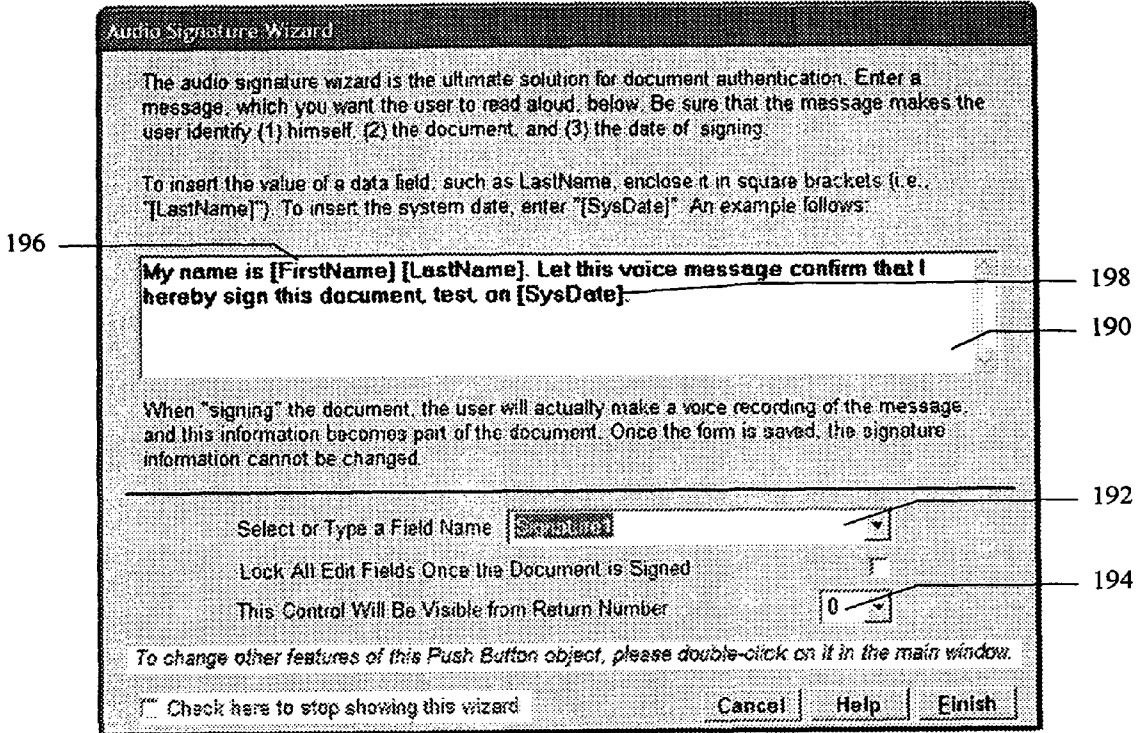 Audio Signature Wizard
The audio signature wizard is the ultimate solution for document authentication. Enter a
message, which you want the user to read aloud, below. Be sure that the message makes the
user identify (1) himself, (2) the document, and (3) the date of signing.
To insert the value of a data field, such as LastName, enclose it in square brackets (i.e.,
"[LastName]"). To insert the system date, enter "[SysDate]". An example follows:
196
My name is [FirstName] [LastName]. Let this voice message confirm that I
198
hereby sign this document, test, on [SysDate].
190
When "signing" the document, the user will actually make a voice recording of the message,
and this information becomes part of the document. Once the form is saved, the signature
information cannot be changed.
192
Select or Type a Field Name Signature1
Lock All Edit Fields Once the Document is Signed
194
This Control Will Be Visible from Return Number 0
To change other features of this Push Button object, please double-click on it in the main window.
Check here to stop showing this wizard Cancel Help Finish